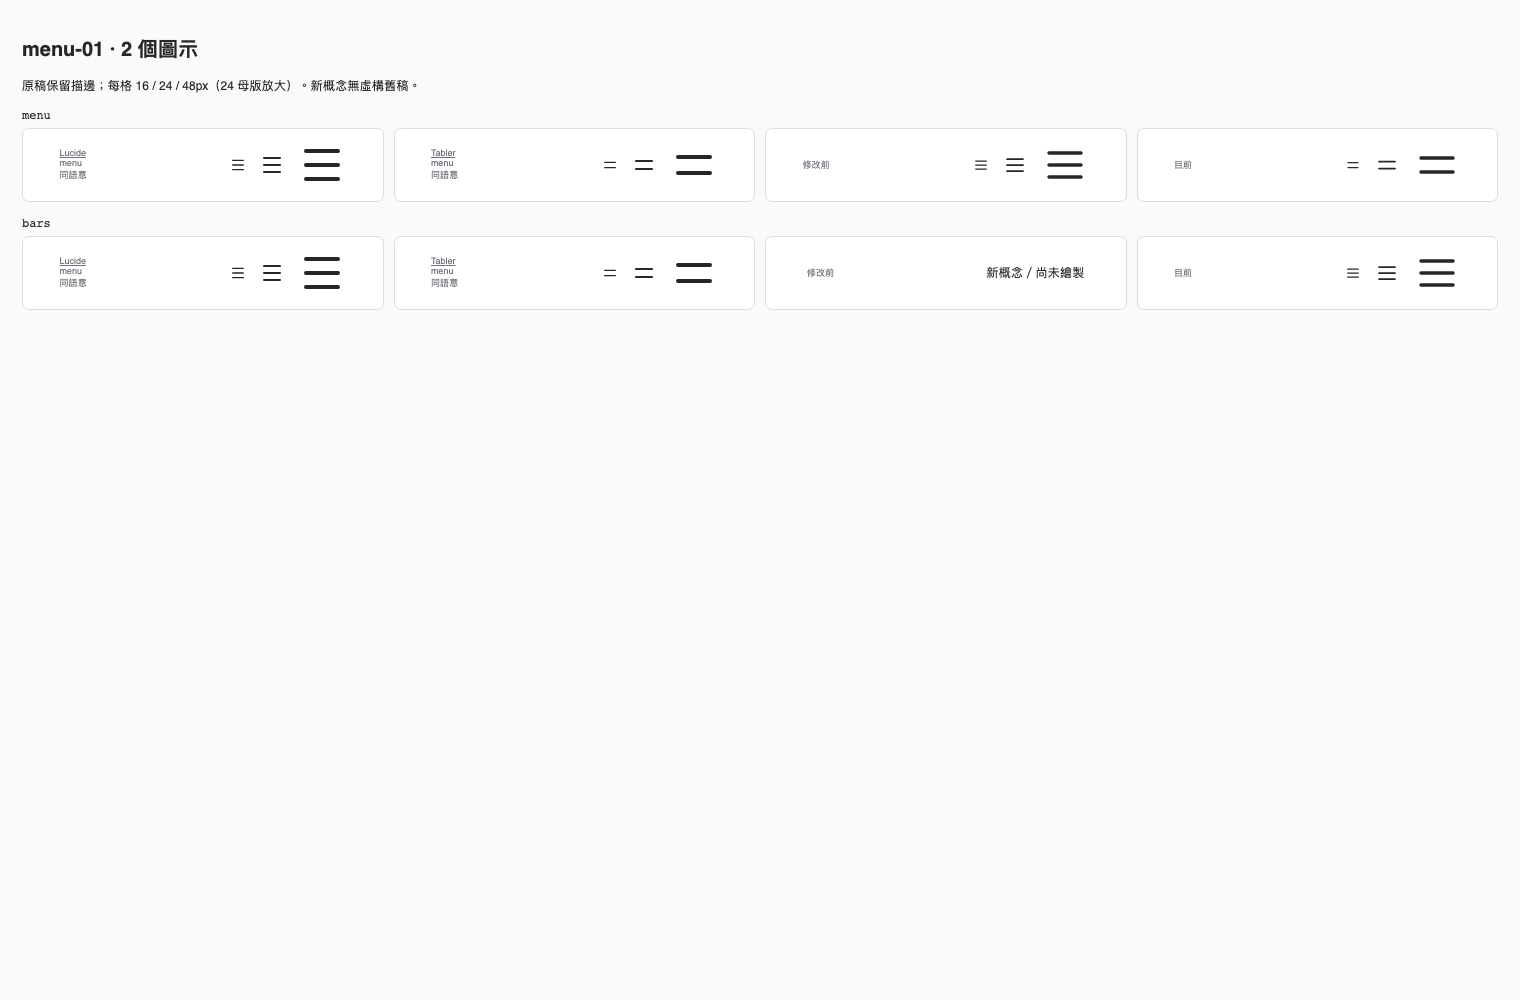 menu-01 · 2 個圖示
原稿保留描邊；每格 16 / 24 / 48px（24 母版放大）。新概念無虛構舊稿。
menu
Lucide
menu
同語意
Tabler
menu
同語意
修改前
目前
bars
Lucide
menu
同語意
Tabler
menu
同語意
修改前
新概念 / 尚未繪製
目前